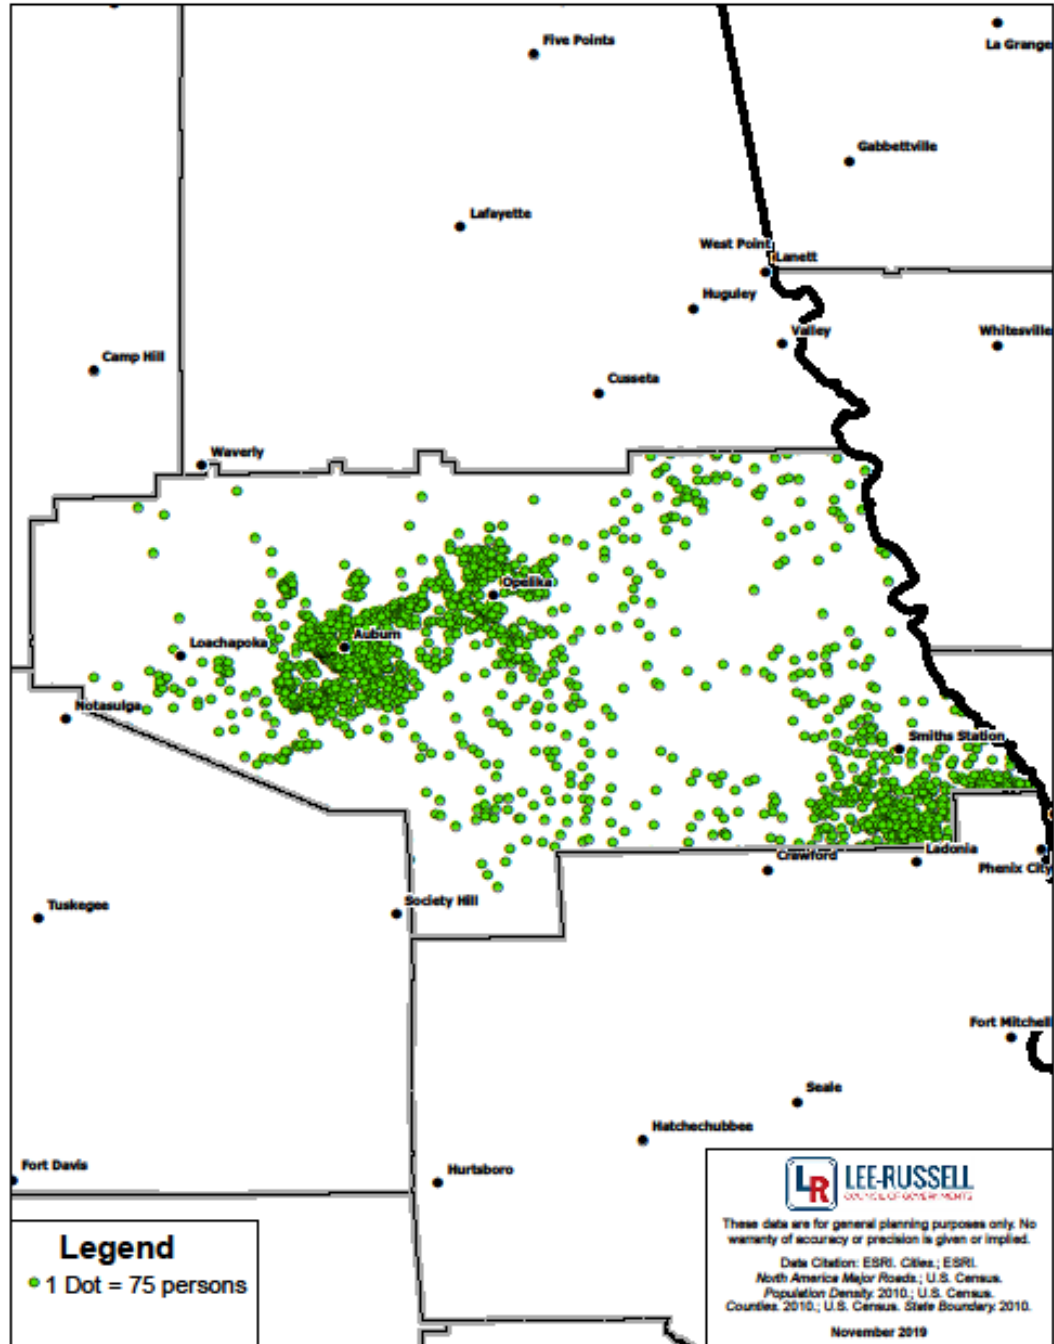 Five Points
La Grange
Gabbettville
Lafayette
West Point
Lanett
Huguley
Valley
Whitesville
Camp Hill
Cusseta
Waverly
Opelika
Auburn
Loachapoka
Notasulga
Smiths Station
Crawford
Ladonia
Phenix City
Tuskegee
Society Hill
Fort Mitchell
Seale
Hatchechubbee
Fort Davis
Hurtsboro
Legend
1 Dot = 75 persons
LR LEE-RUSSELL
COUNCIL OF GOVERNMENTS
These data are for general planning purposes only. No
warranty of accuracy or precision is given or implied.
Data Citation: ESRI. Cities.; ESRI.
North America Major Roads.; U.S. Census.
Population Density. 2010.; U.S. Census.
Counties. 2010.; U.S. Census. State Boundary. 2010.
November 2019